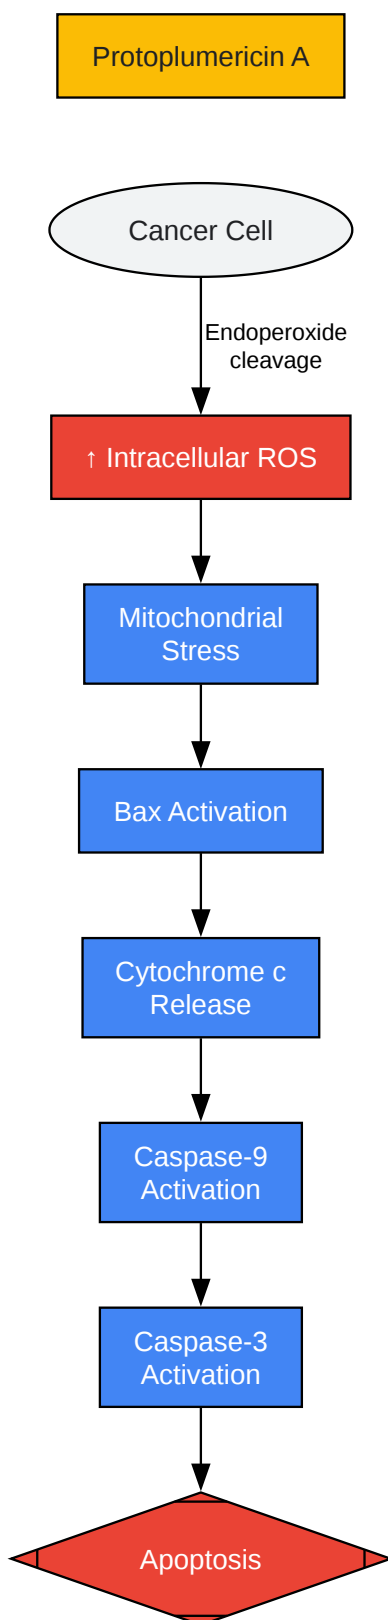 Protoplumericin A
Cancer Cell
Endoperoxide
cleavage
↑ Intracellular ROS
Mitochondrial
Stress
Bax Activation
Cytochrome c
Release
Caspase-9
Activation
Caspase-3
Activation
Apoptosis